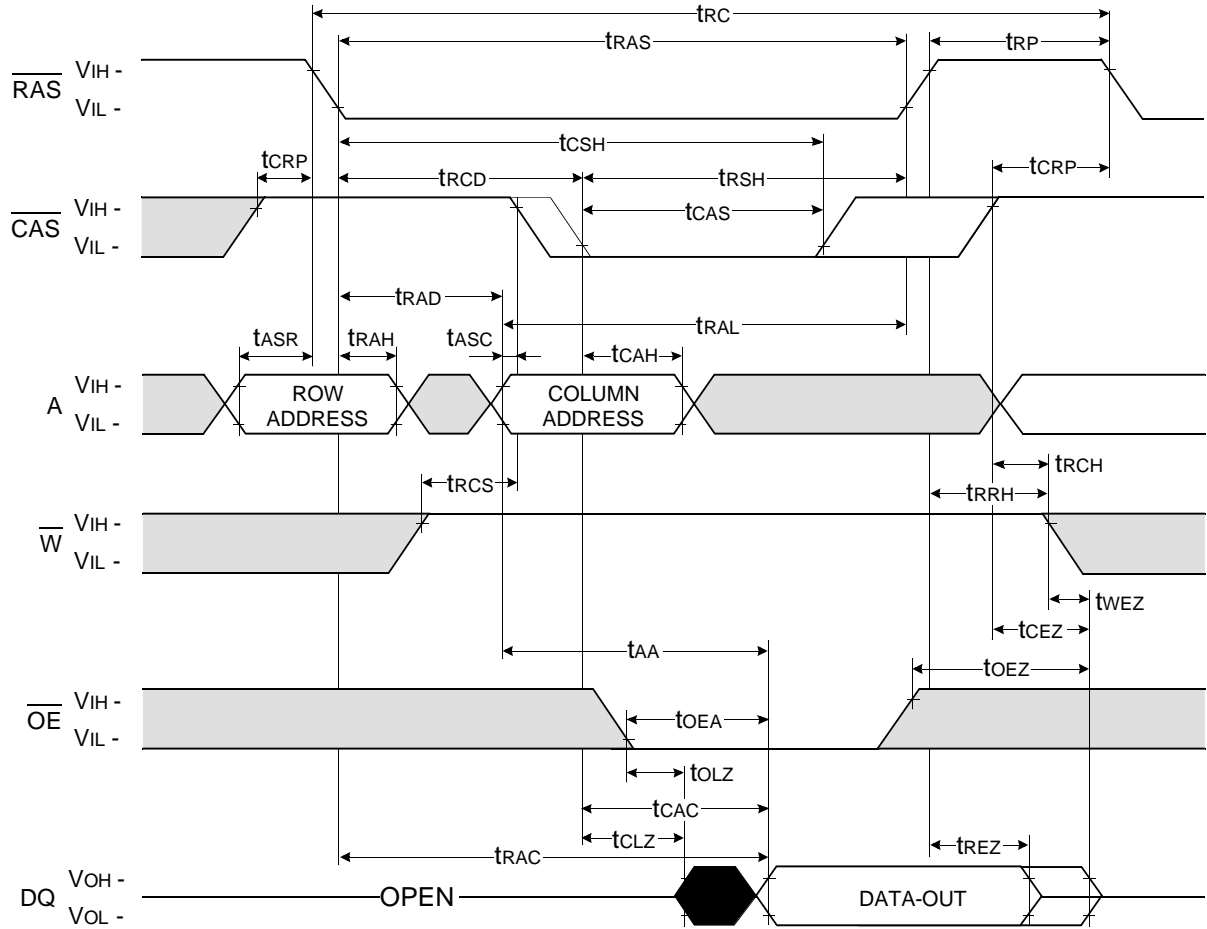 tRC
tRAS
tRP
RAS
VIH -
VIL -
tCSH
tCRP
tRCD
tRSH
tCRP
CAS
VIH -
VIL -
tCAS
tRAD
tRAL
tASR
tRAH
tASC
tCAH
A
VIH -
VIL -
ROW
ADDRESS
COLUMN
ADDRESS
tRCH
tRCS
tRRH
W
VIH -
VIL -
tWEZ
tCEZ
tAA
tOEZ
OE
VIH -
VIL -
tOEA
tOLZ
tCAC
tCLZ
tREZ
tRAC
DQ
VOH -
VOL -
OPEN
DATA-OUT